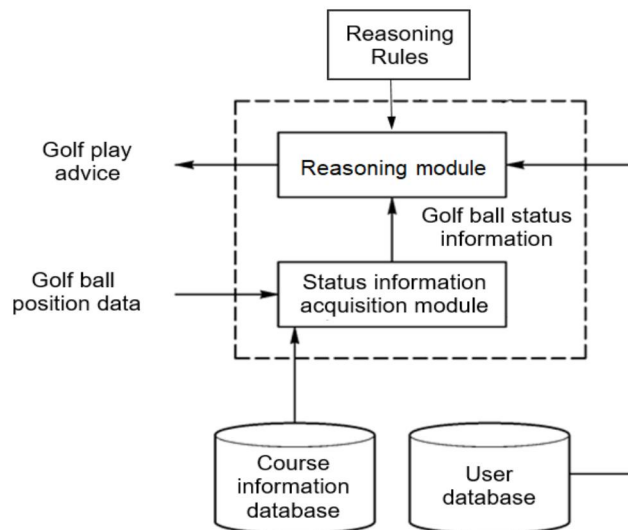 Reasoning
Rules
Golf play
advice
Reasoning module
Golf ball status
information
Golf ball
position data
Status information
acquisition module
Course
information
database
User
database